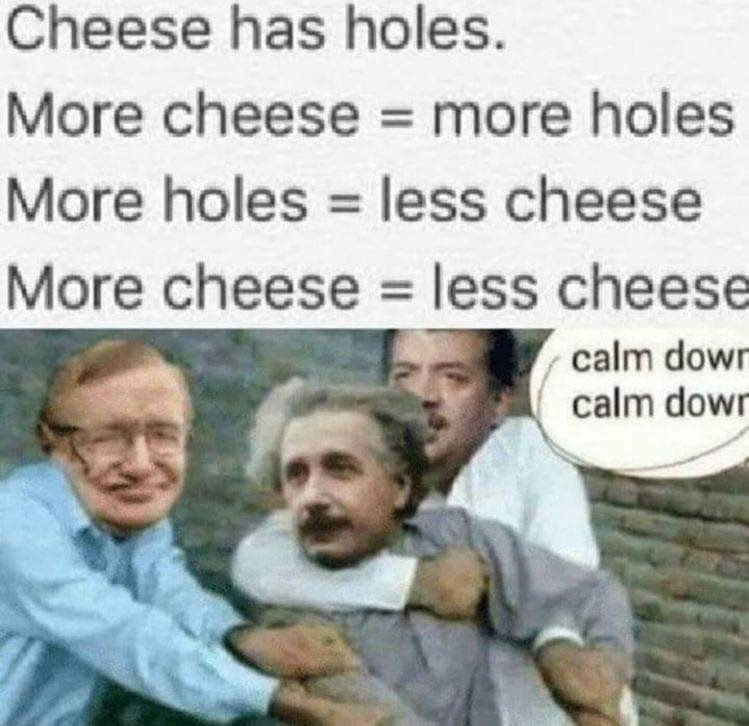 Cheese has holes.
More cheese = more holes
More holes = less cheese
More cheese = less cheese
calm down
calm down